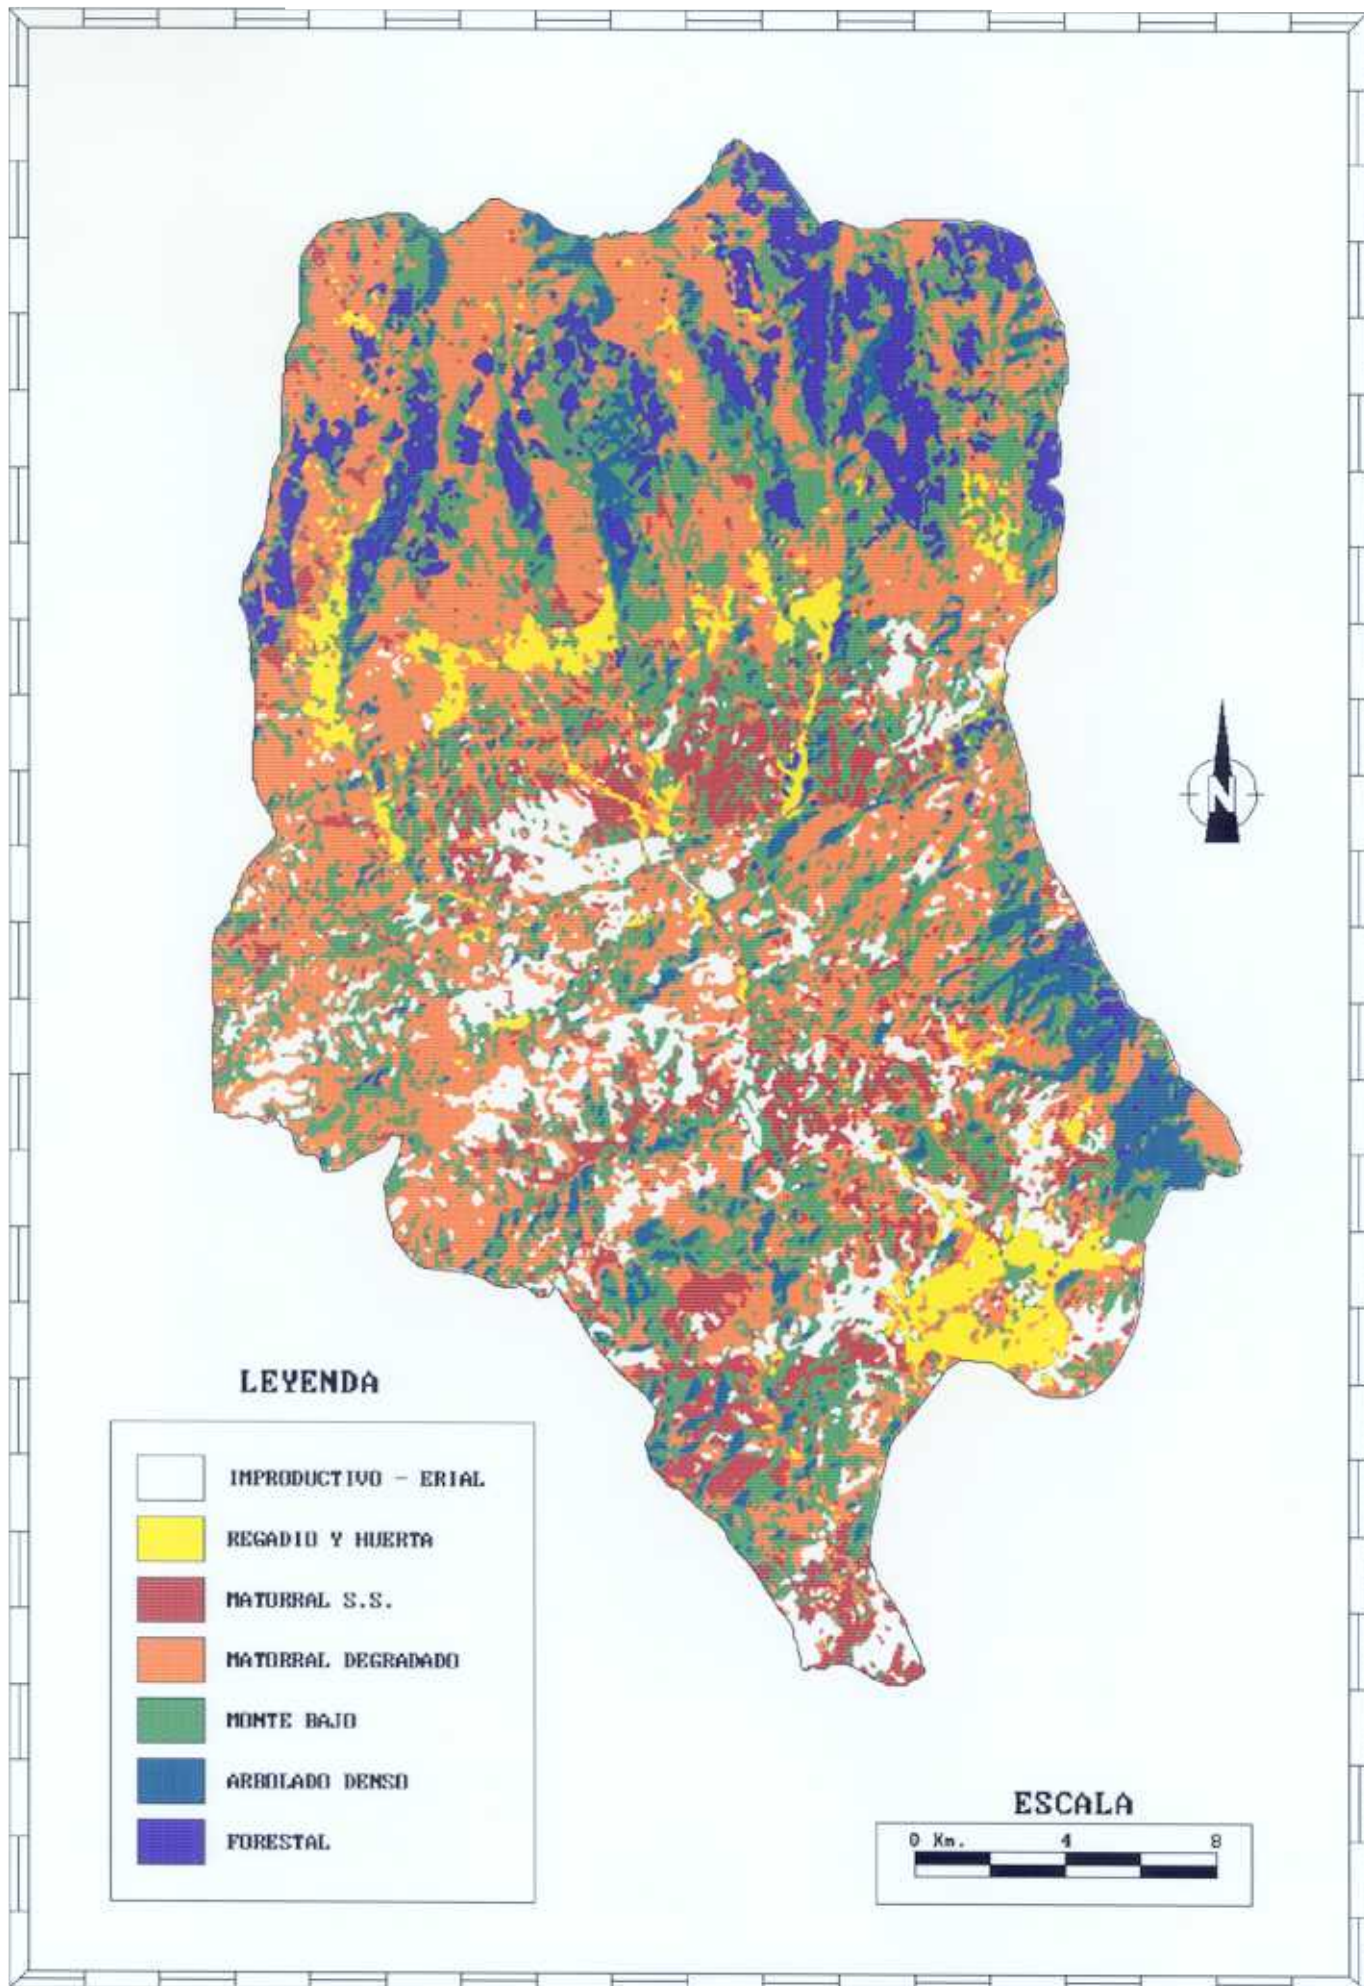 LEYENDA
IMPRODUCTIVO - ERIAL
REGADIO Y HUERTA
MATORRAL S.S.
MATORRAL DEGRADADO
MONTE BAJO
ARBOLADO DENSO
FORESTAL
N
ESCALA
0 Km. 4 8